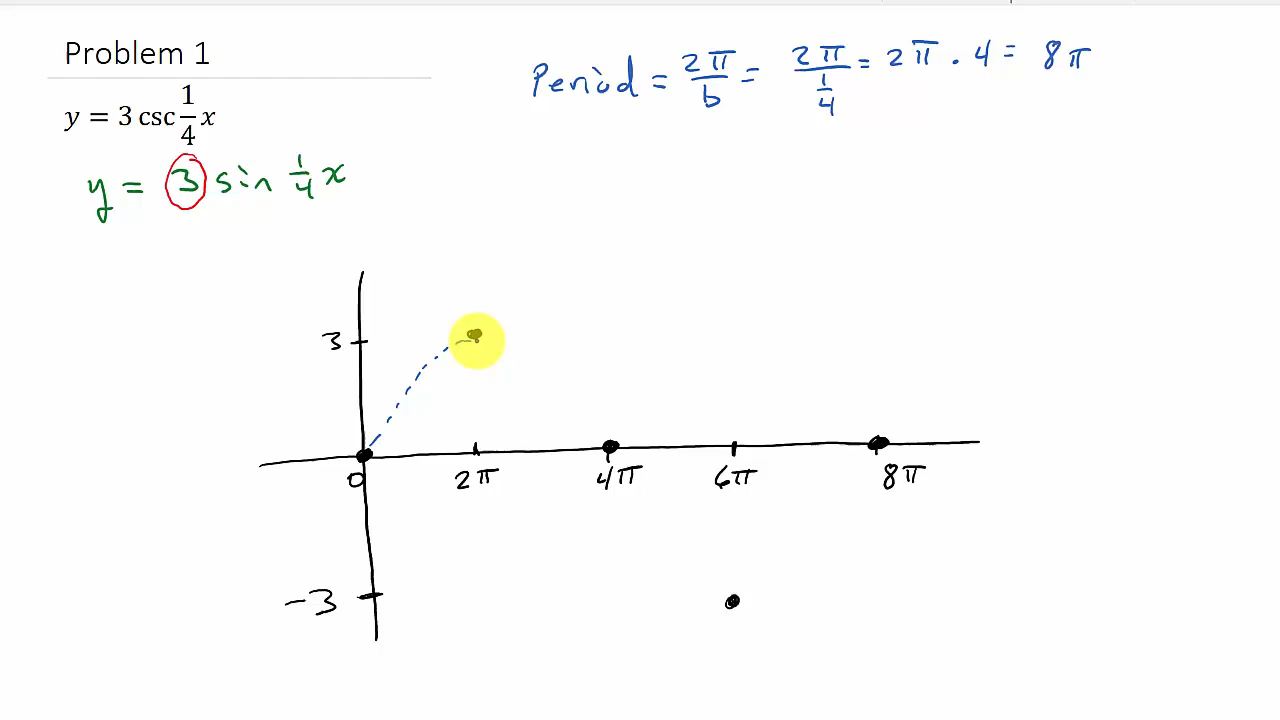 Problem 1
Period = 2π/b = 2π/(1/4) = 2π · 4 = 8π
y = 3 csc 1/4 x
y = 3 sin 1/4 x
3
0 2π 4π 6π 8π
-3